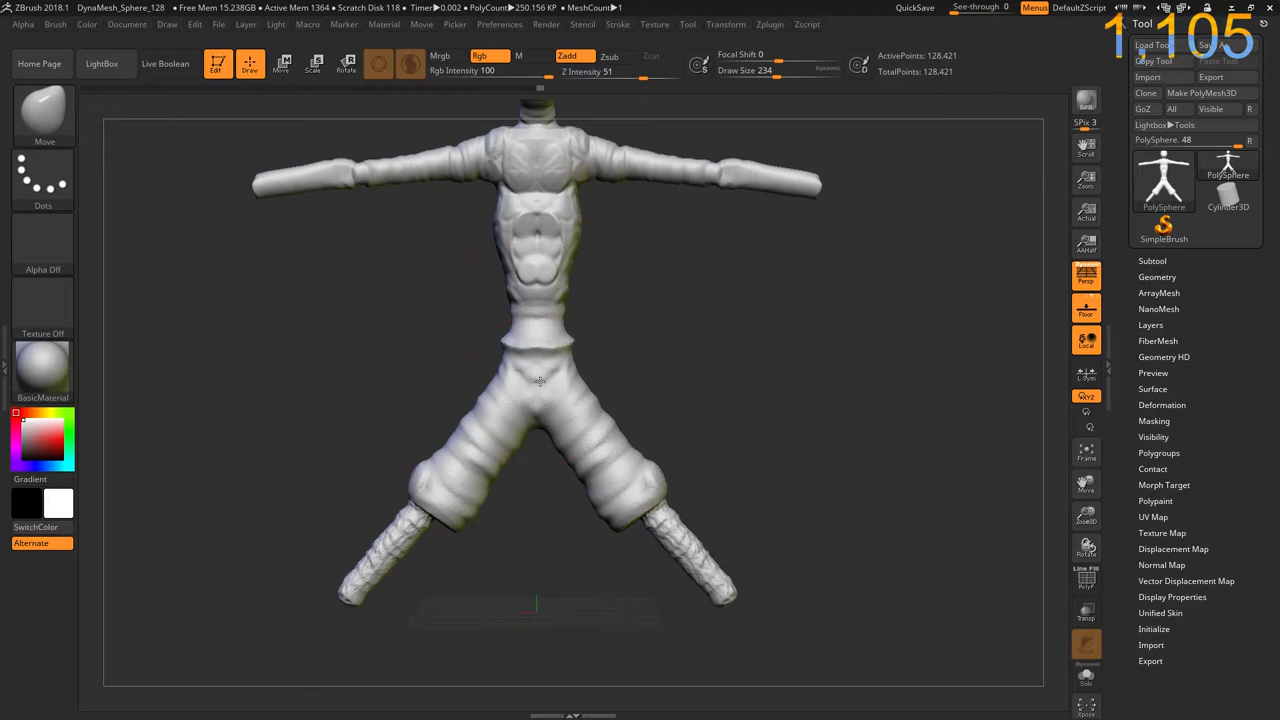 ZBrush 2018.1 DynaMesh_Sphere_128 • Free Mem 15.238GB • Active Mem 1364 • Scratch Disk 118 • Timer▶0.002 • PolyCount▶250.156 KP • MeshCount▶1
QuickSave See-through 0 Menus DefaultZScript
Alpha Brush Color Document Draw Edit File Layer Light Macro Marker Material Movie Picker Preferences Render Stencil Stroke Texture Tool Transform Zplugin Zscript
1,105
Home Page LightBox Live Boolean Edit Draw Move Scale Rotate
Mrgb Rgb M Zadd Zsub Zcut
Rgb Intensity 100 Z Intensity 51
Focal Shift 0
Draw Size 234 Dynamic
ActivePoints: 128,421
TotalPoints: 128,421
Move
Dots
Alpha Off
Texture Off
BasicMaterial
Gradient
SwitchColor
Alternate
BPR
SPix 3
Scroll
Zoom
Actual
AAHalf
Dynamic
Persp
Floor
Local
L.Sym
XYZ
Frame
Move
Zoom3D
Rotate
Line Fill
PolyF
Transp
Dynamic
Solo
Xpose
Tool
Load Tool
Copy Tool Paste Tool
Import Export
Clone Make PolyMesh3D
GoZ All Visible R
Lightbox▶Tools
PolySphere. 48 R
PolySphere PolySphere
Cylinder3D
SimpleBrush
Subtool
Geometry
ArrayMesh
NanoMesh
Layers
FiberMesh
Geometry HD
Preview
Surface
Deformation
Masking
Visibility
Polygroups
Contact
Morph Target
Polypaint
UV Map
Texture Map
Displacement Map
Normal Map
Vector Displacement Map
Display Properties
Unified Skin
Initialize
Import
Export